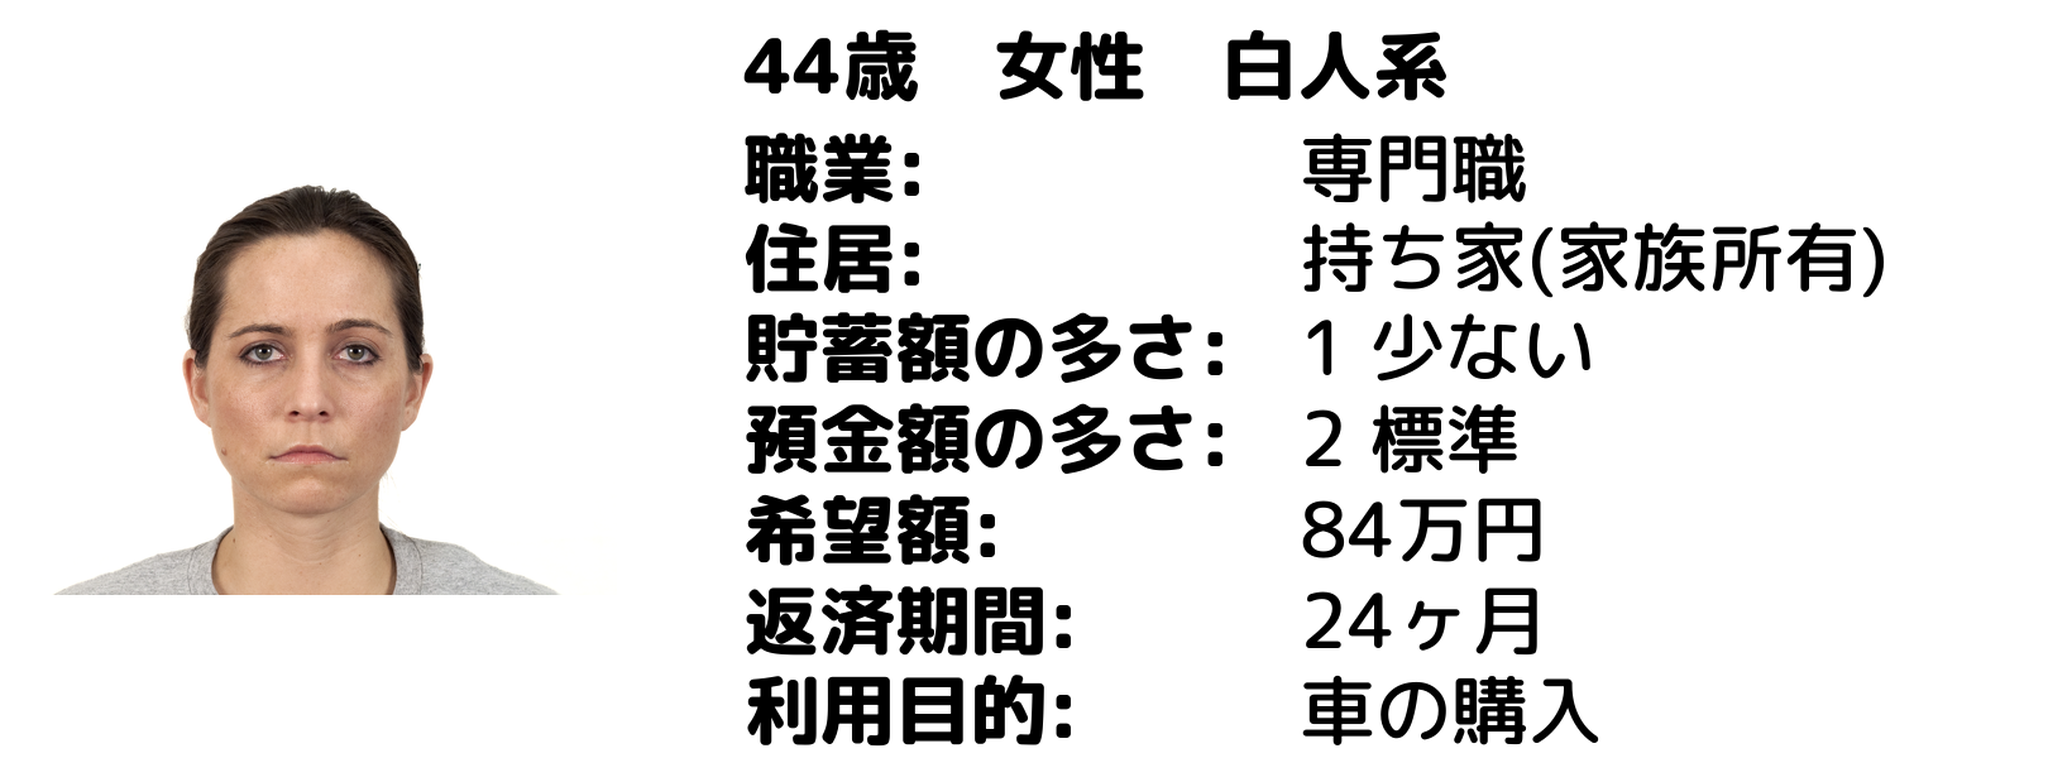 44歳　女性　白人系
職業: 専門職
住居: 持ち家(家族所有)
貯蓄額の多さ: 1 少ない
預金額の多さ: 2 標準
希望額: 84万円
返済期間: 24ヶ月
利用目的: 車の購入